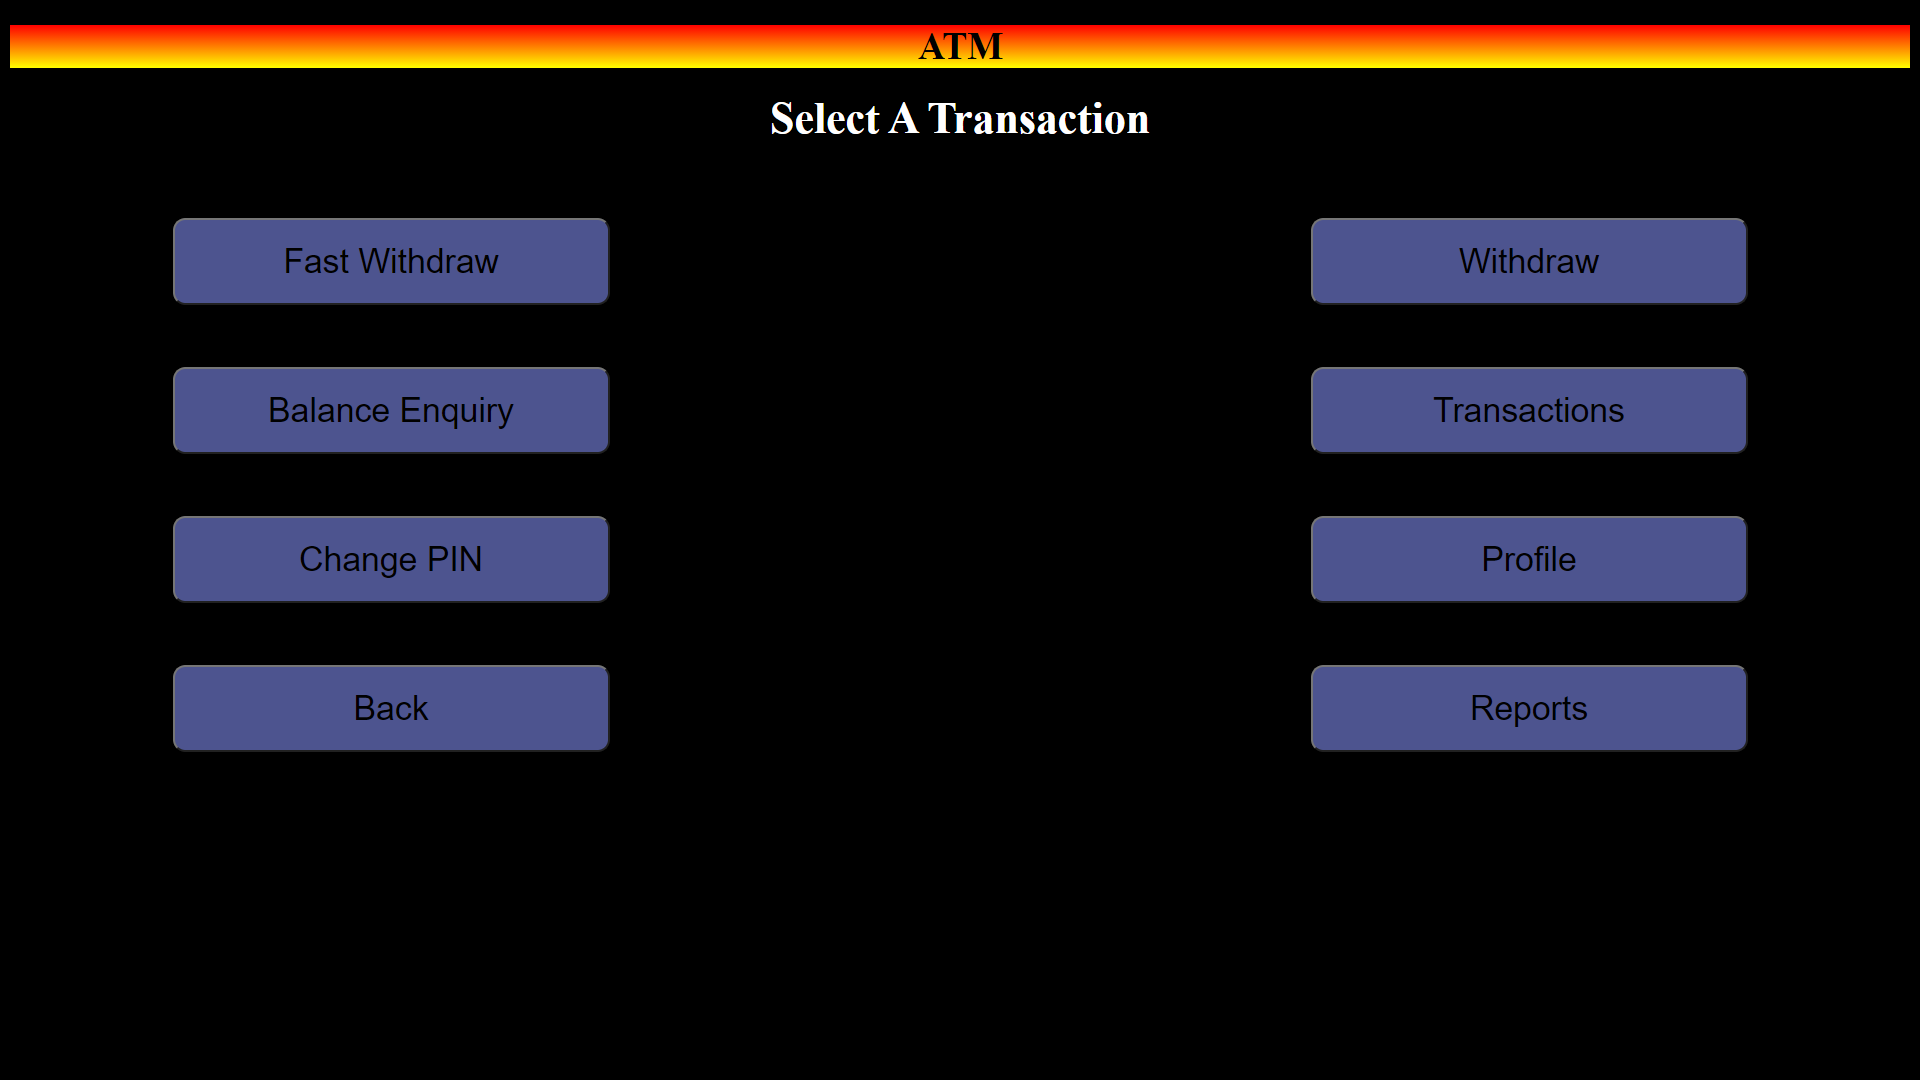 ATM
Select A Transaction
Fast Withdraw
Withdraw
Balance Enquiry
Transactions
Change PIN
Profile
Back
Reports